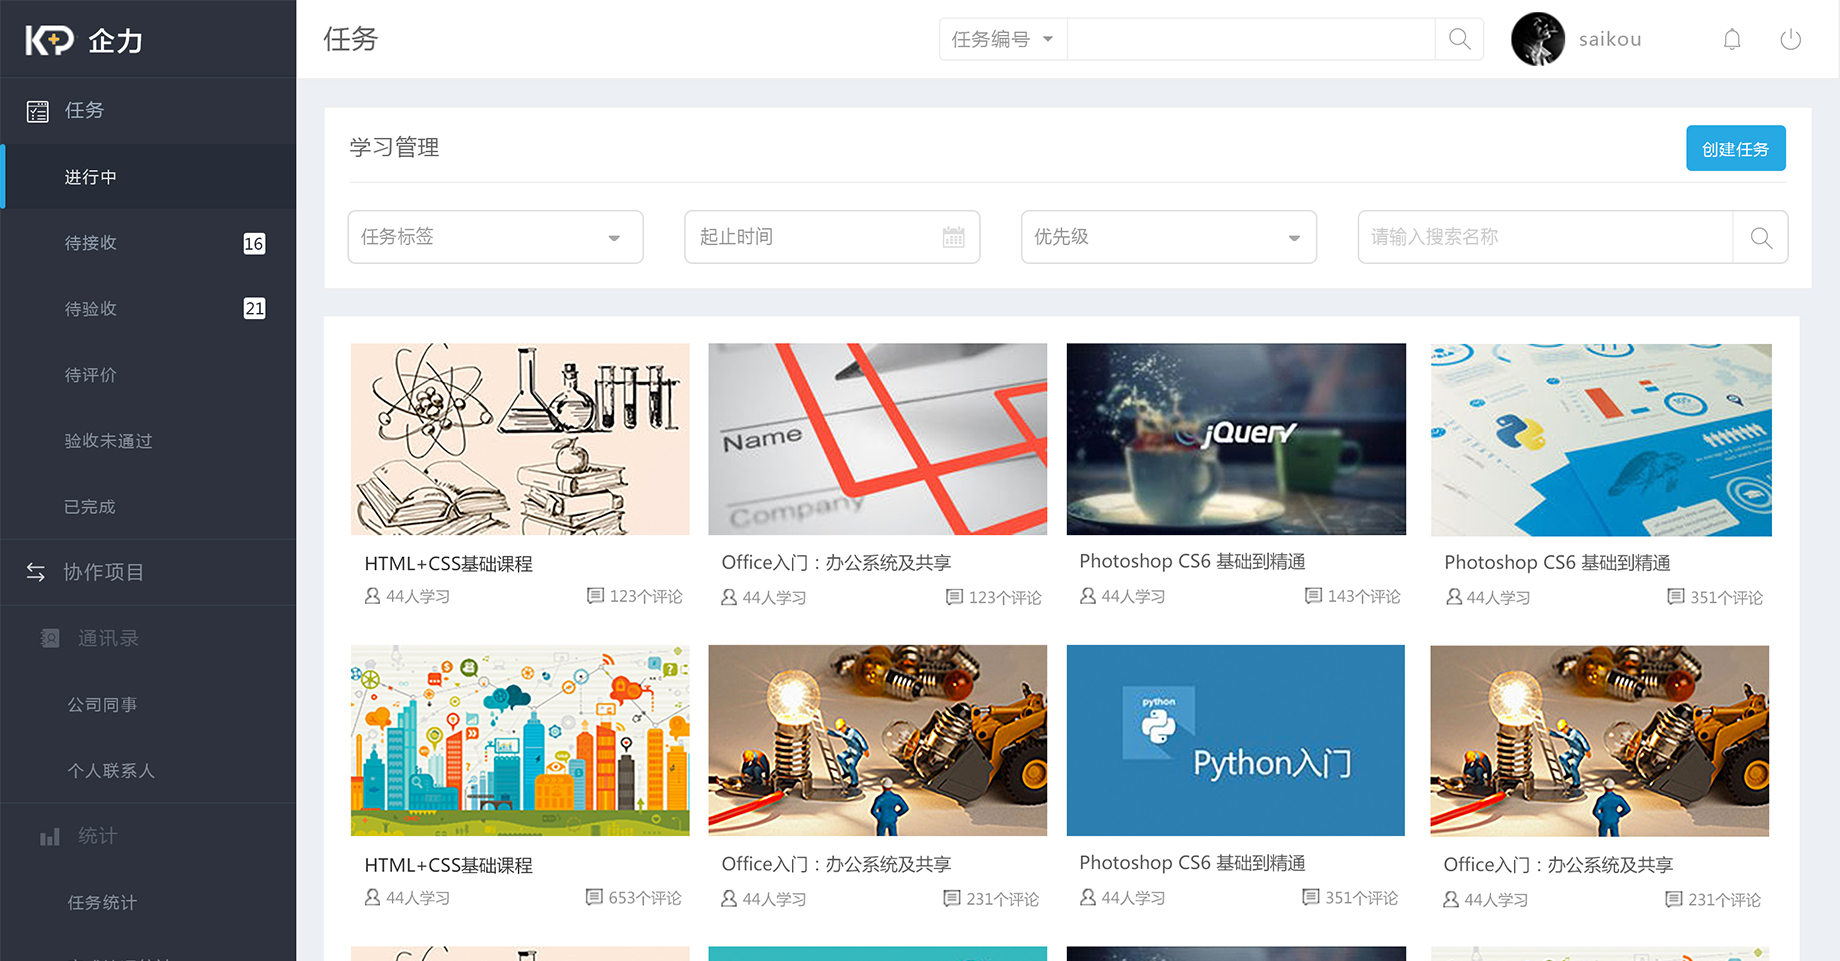 KP 企力
任务
任务编号
saikou
任务
进行中
待接收 16
待验收 21
待评价
验收未通过
已完成
协作项目
通讯录
公司同事
个人联系人
统计
任务统计
学习管理
创建任务
任务标签
起止时间
优先级
请输入搜索名称
Name
Company
jQuery
HTML+CSS基础课程
44人学习 123个评论
Office入门：办公系统及共享
44人学习 123个评论
Photoshop CS6 基础到精通
44人学习 143个评论
Photoshop CS6 基础到精通
44人学习 351个评论
python
Python入门
HTML+CSS基础课程
44人学习 653个评论
Office入门：办公系统及共享
44人学习 231个评论
Photoshop CS6 基础到精通
44人学习 351个评论
Office入门：办公系统及共享
44人学习 231个评论